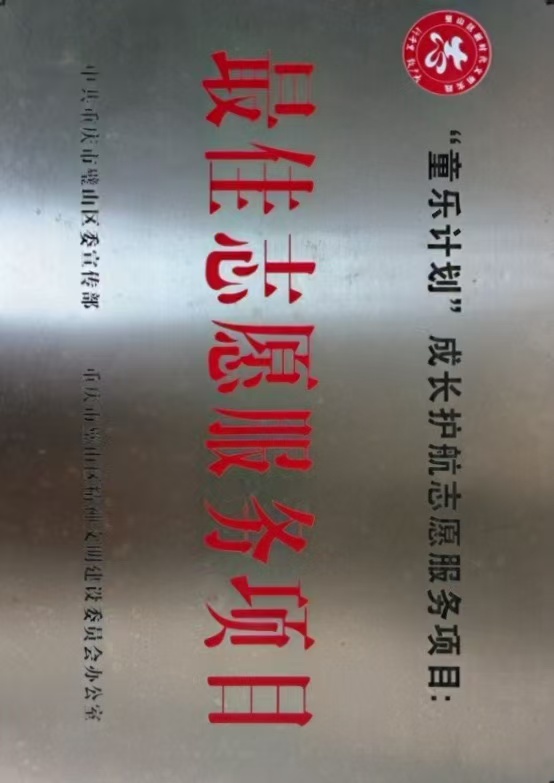 “童乐计划”成长护航志愿服务项目：
最佳志愿服务项目
中共重庆市璧山区委宣传部 重庆市璧山区精神文明建设委员会办公室